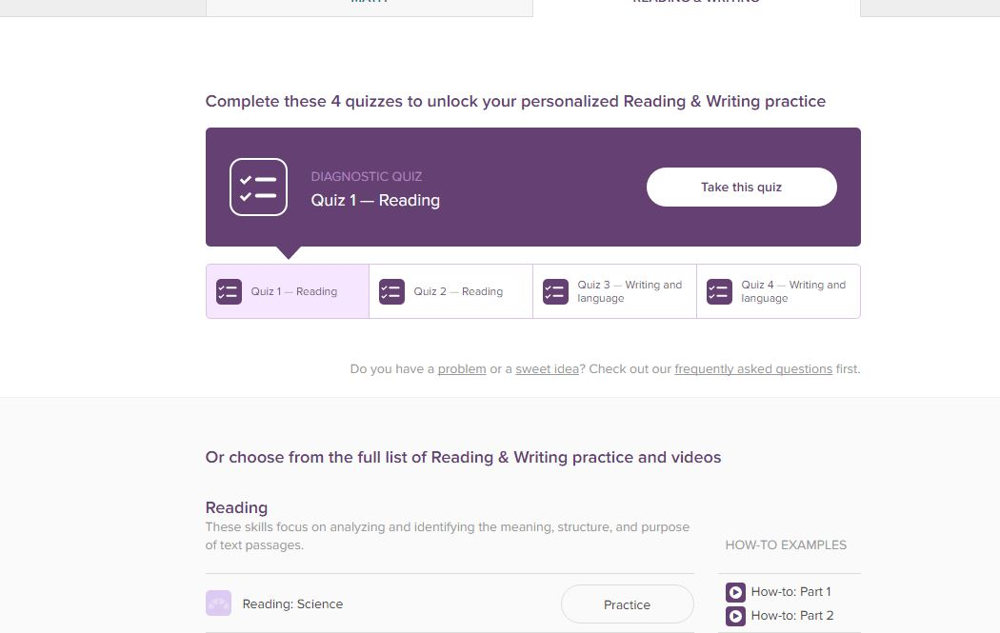 MATH
READING & WRITING
Complete these 4 quizzes to unlock your personalized Reading & Writing practice
DIAGNOSTIC QUIZ
Quiz 1 — Reading
Take this quiz
Quiz 1 — Reading
Quiz 2 — Reading
Quiz 3 — Writing and
language
Quiz 4 — Writing and
language
Do you have a problem or a sweet idea? Check out our frequently asked questions first.
Or choose from the full list of Reading & Writing practice and videos
Reading
These skills focus on analyzing and identifying the meaning, structure, and purpose
of text passages.
HOW-TO EXAMPLES
Reading: Science
Practice
How-to: Part 1
How-to: Part 2